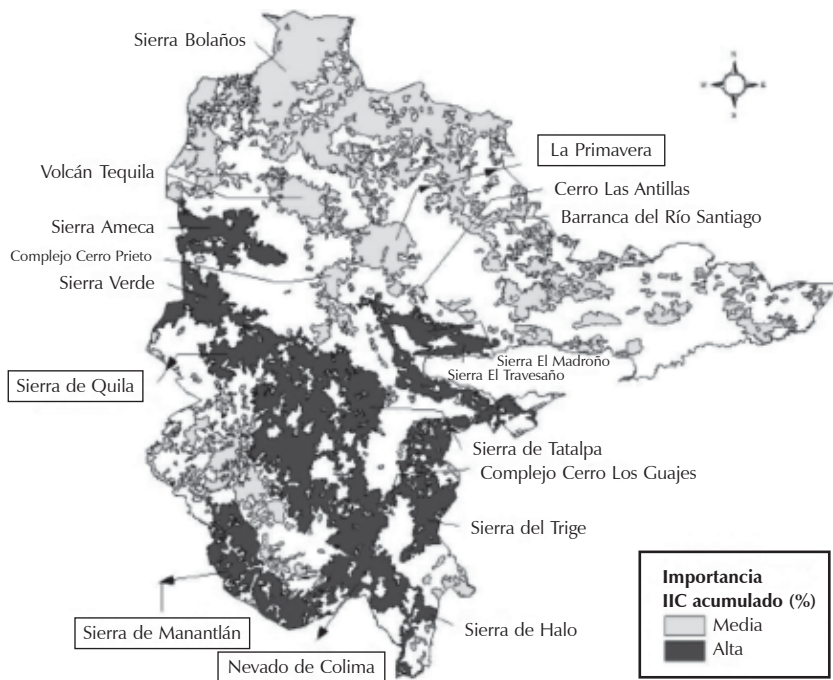 Sierra Bolaños
La Primavera
Volcán Tequila
Cerro Las Antillas
Sierra Ameca
Barranca del Río Santiago
Complejo Cerro Prieto
Sierra Verde
Sierra El Madroño
Sierra El Travesaño
Sierra de Quila
Sierra de Tatalpa
Complejo Cerro Los Guajes
Sierra del Trige
Importancia
IIC acumulado (%)
Media
Alta
Sierra de Manantlán
Sierra de Halo
Nevado de Colima